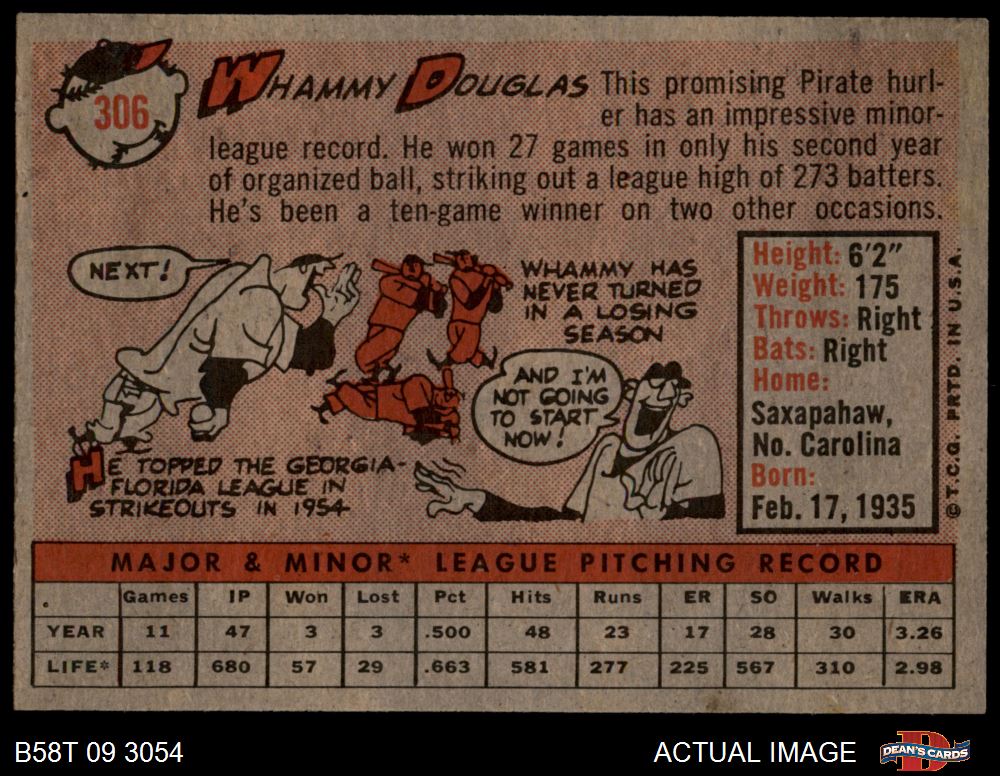 306
WHAMMY DOUGLAS This promising Pirate hurl-
er has an impressive minor-
league record. He won 27 games in only his second year
of organized ball, striking out a league high of 273 batters.
He's been a ten-game winner on two other occasions.
NEXT!
HE TOPPED THE GEORGIA-
FLORIDA LEAGUE IN
STRIKEOUTS IN 1954
WHAMMY HAS
NEVER TURNED
IN A LOSING
SEASON
AND I'M
NOT GOING
TO START
NOW!
Height: 6'2"
Weight: 175
Throws: Right
Bats: Right
Home:
Saxapahaw,
No. Carolina
Born:
Feb. 17, 1935
©T.C.G. PRTD. IN U.S.A.
MAJOR & MINOR* LEAGUE PITCHING RECORD
Games IP Won Lost Pct Hits Runs ER SO Walks ERA
YEAR 11 47 3 3 .500 48 23 17 28 30 3.26
LIFE* 118 680 57 29 .663 581 277 225 567 310 2.98
B58T 09 3054
ACTUAL IMAGE
D
DEAN'S CARDS